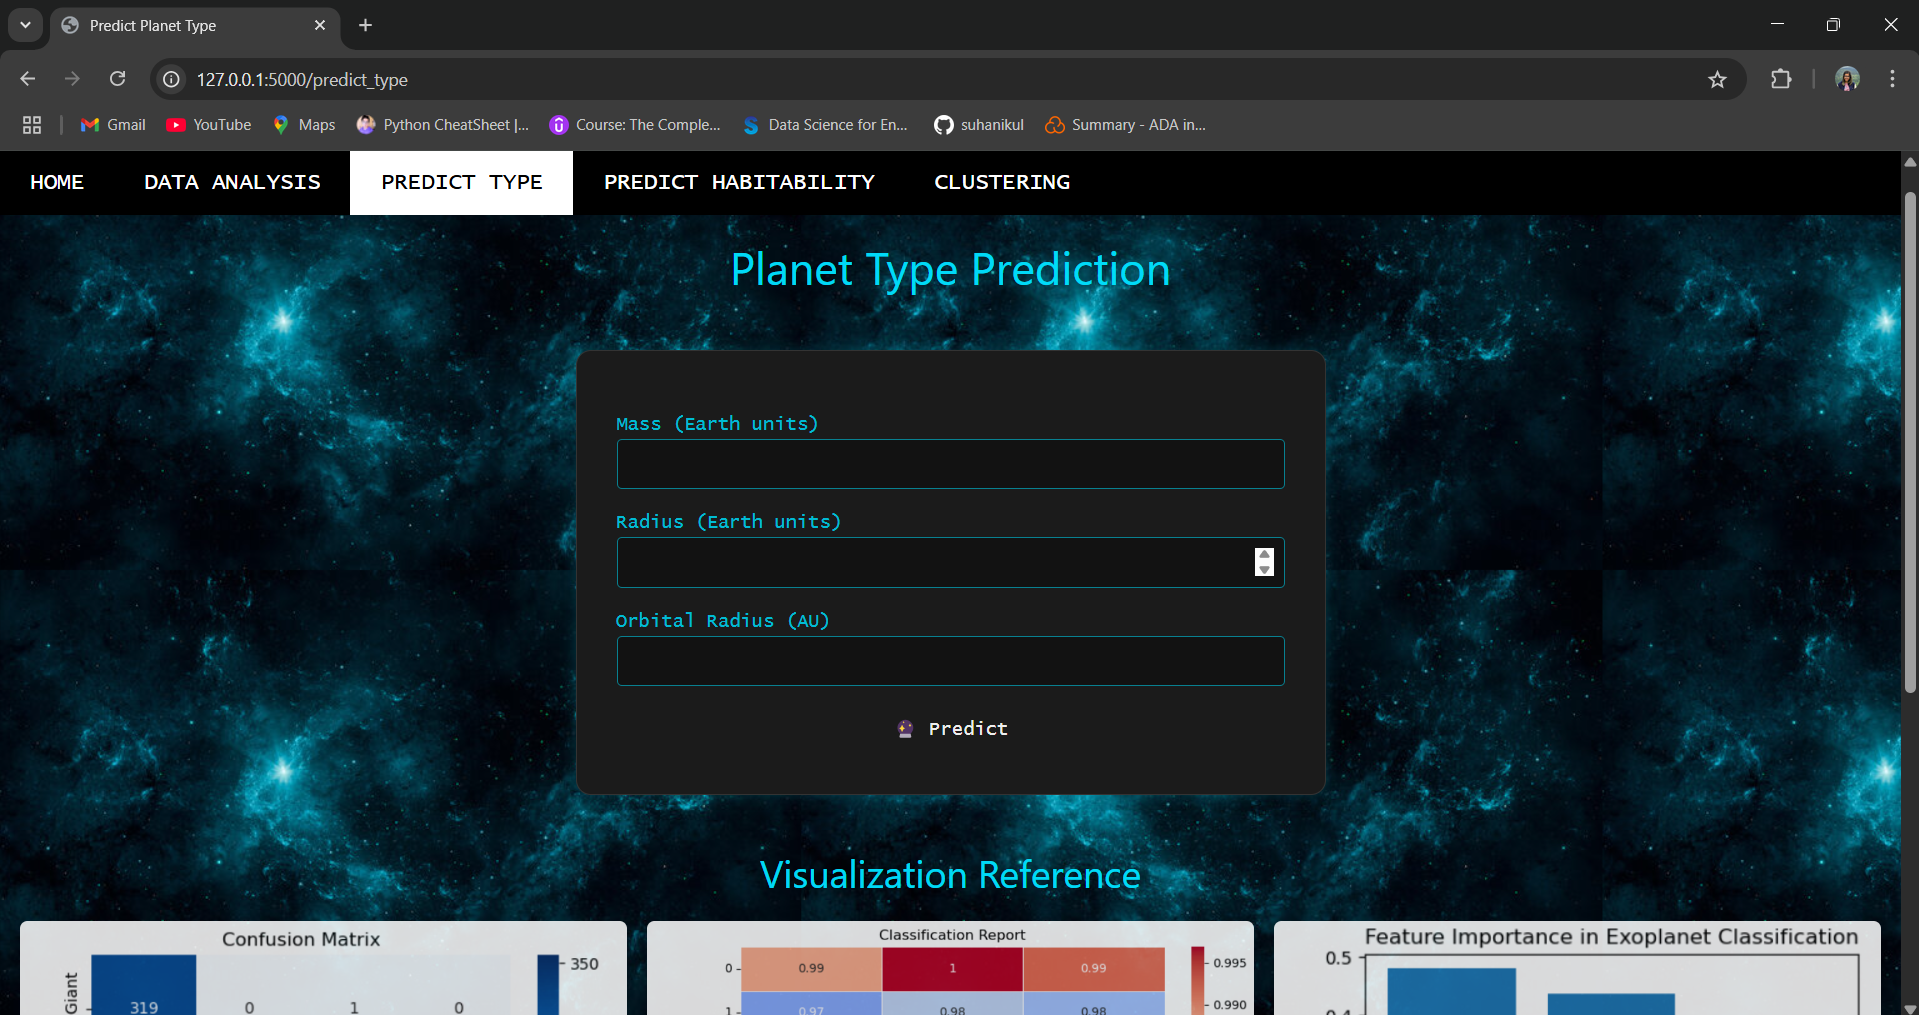 Predict Planet Type
127.0.0.1:5000/predict_type
Gmail YouTube Maps Python CheatSheet |... Course: The Comple... Data Science for En... suhanikul Summary - ADA in...
HOME DATA ANALYSIS PREDICT TYPE PREDICT HABITABILITY CLUSTERING
Planet Type Prediction
Mass (Earth units)
Radius (Earth units)
Orbital Radius (AU)
🔮 Predict
Visualization Reference
Confusion Matrix
350
Giant
319 0 1 0
Classification Report
0 0.99 1 0.99 0.995
1 0.97 0.98 0.98 0.990
Feature Importance in Exoplanet Classification
0.5
0.4